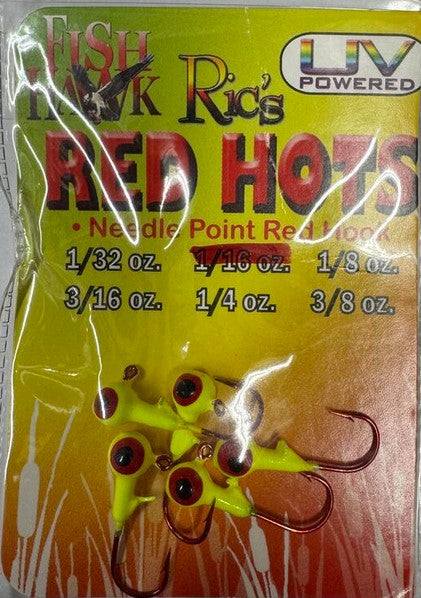 FISH HAWK
Ric's
UV
POWERED
RED HOTS
• Needle Point Red Hook
1/32 oz. 1/16 oz. 1/8 oz.
3/16 oz. 1/4 oz. 3/8 oz.